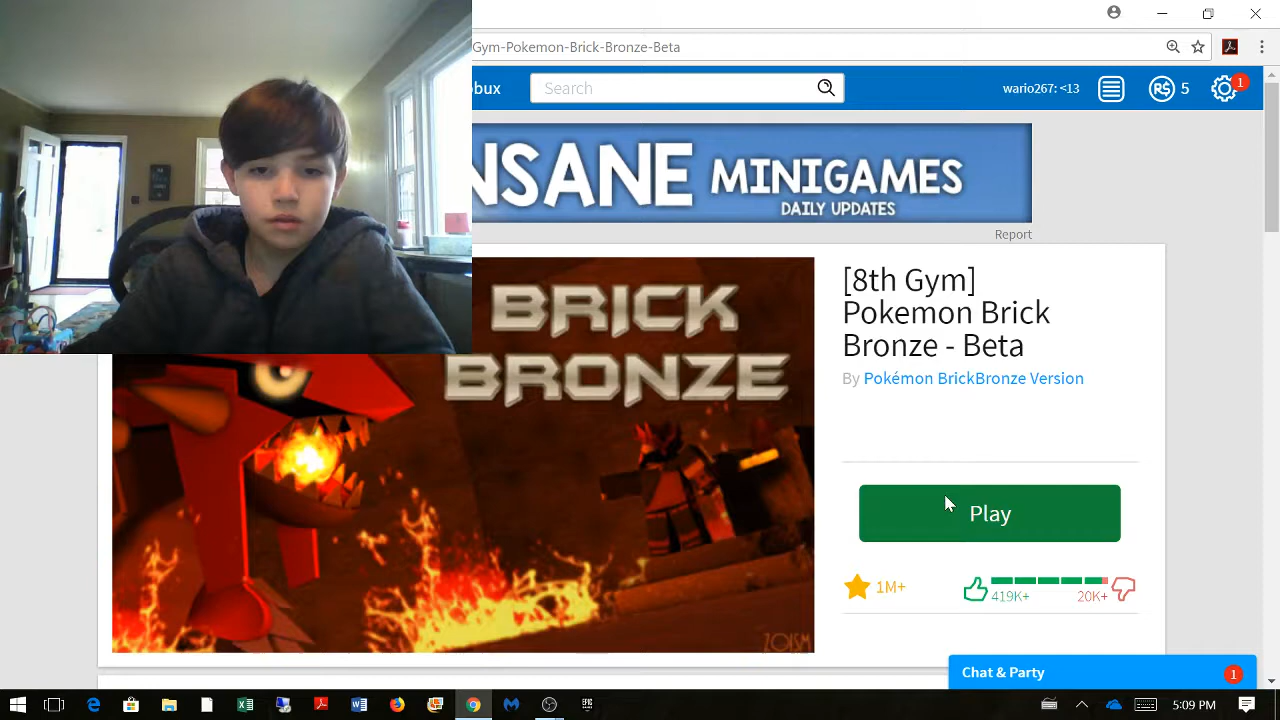 Gym-Pokemon-Brick-Bronze-Beta
bux
Search
wario267: <13
R$ 5
1
NSANE MINIGAMES
DAILY UPDATES
Report
BRICK
BRONZE
ZOISM
[8th Gym]
Pokemon Brick
Bronze - Beta
By Pokémon BrickBronze Version
Play
1M+
419K+
20K+
Chat & Party
1
5:09 PM